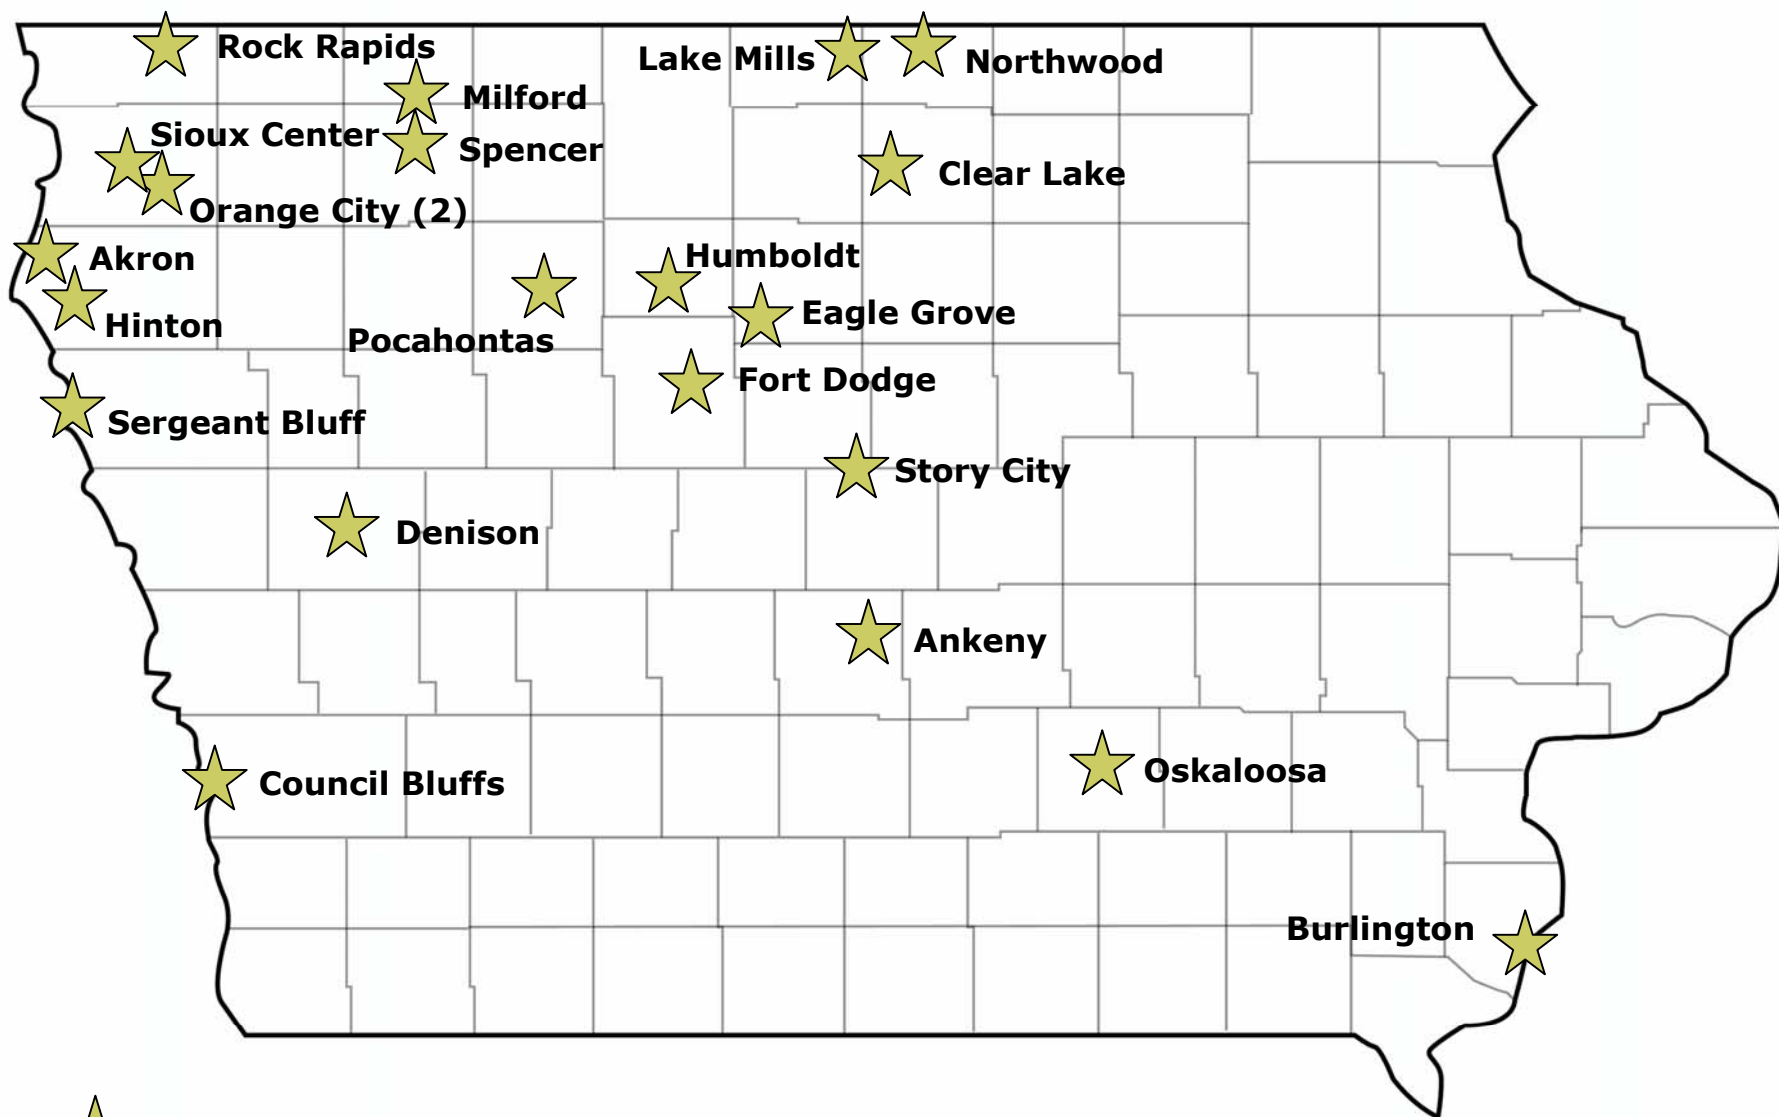 Rock Rapids
Lake Mills
Northwood
Milford
Sioux Center
Spencer
Clear Lake
Orange City (2)
Akron
Humboldt
Hinton
Eagle Grove
Pocahontas
Fort Dodge
Sergeant Bluff
Story City
Denison
Ankeny
Council Bluffs
Oskaloosa
Burlington